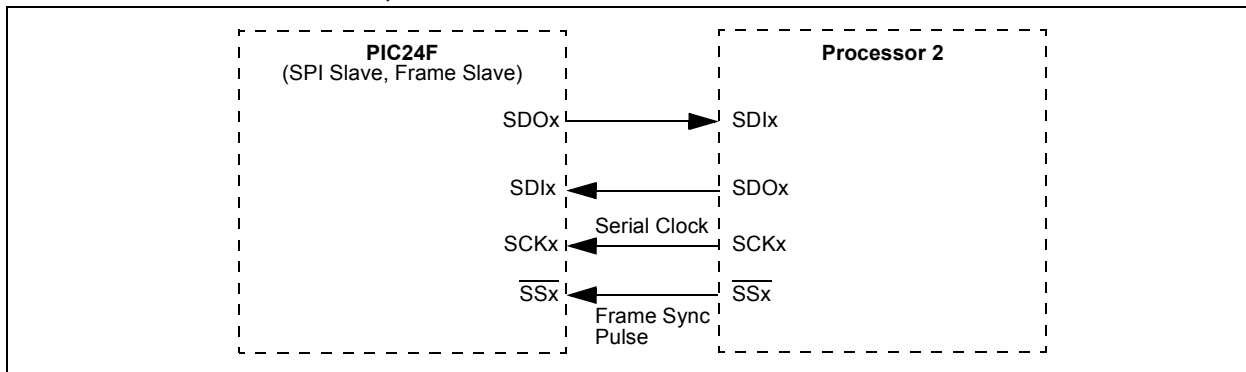 PIC24F
(SPI Slave, Frame Slave)
Processor 2
SDOx
SDIx
SDIx
SDOx
Serial Clock
SCKx
SCKx
SSx
SSx
Frame Sync
Pulse